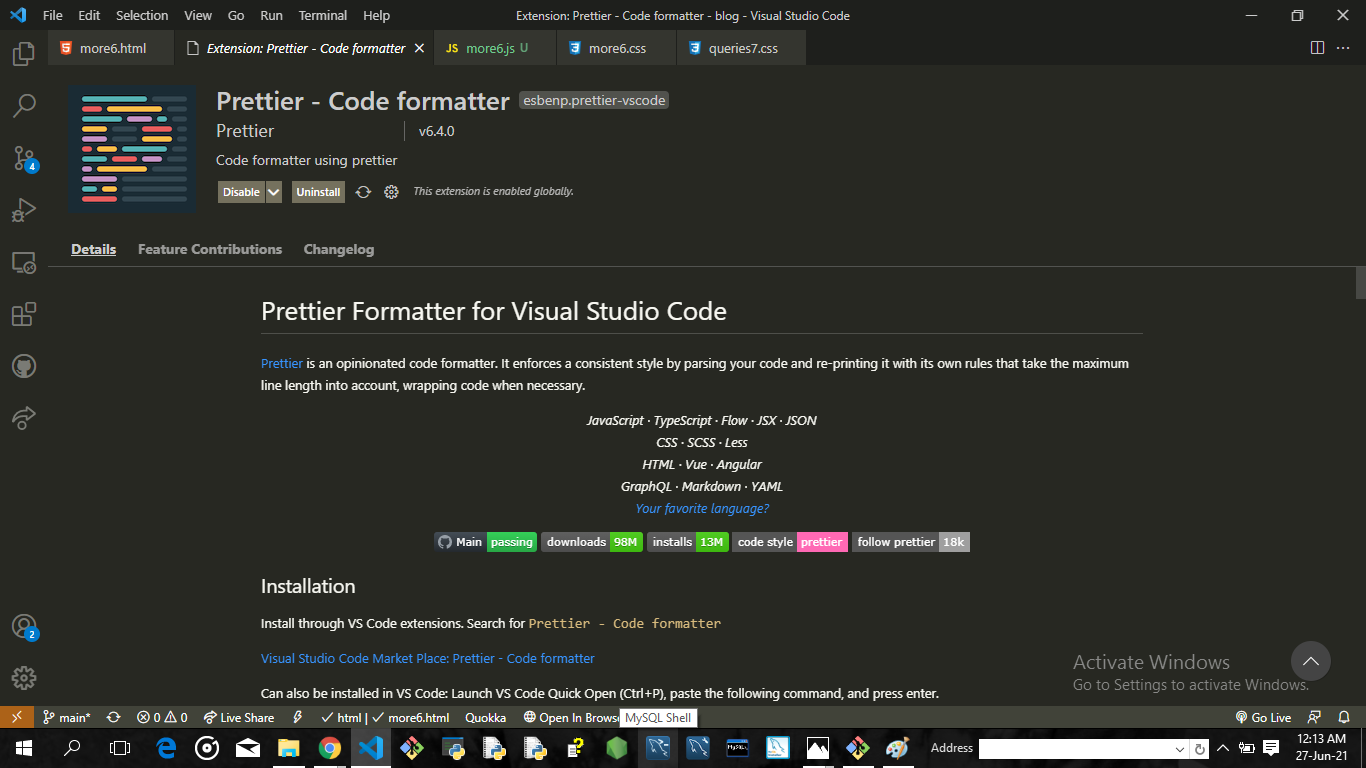 File Edit Selection View Go Run Terminal Help Extension: Prettier - Code formatter - blog - Visual Studio Code
more6.html Extension: Prettier - Code formatter JS more6.js U more6.css queries7.css
Prettier - Code formatter esbenp.prettier-vscode
Prettier v6.4.0
Code formatter using prettier
Disable Uninstall This extension is enabled globally.
4
Details Feature Contributions Changelog
Prettier Formatter for Visual Studio Code
Prettier is an opinionated code formatter. It enforces a consistent style by parsing your code and re-printing it with its own rules that take the maximum
line length into account, wrapping code when necessary.
JavaScript · TypeScript · Flow · JSX · JSON
CSS · SCSS · Less
HTML · Vue · Angular
GraphQL · Markdown · YAML
Your favorite language?
Main passing downloads 98M installs 13M code style prettier follow prettier 18k
Installation
Install through VS Code extensions. Search for Prettier - Code formatter
2
Visual Studio Code Market Place: Prettier - Code formatter
Activate Windows
Go to Settings to activate Windows.
Can also be installed in VS Code: Launch VS Code Quick Open (Ctrl+P), paste the following command, and press enter.
main* 0 0 Live Share html | more6.html Quokka Open In Browse MySQL Shell Go Live
MySQL Address 12:13 AM
27-Jun-21